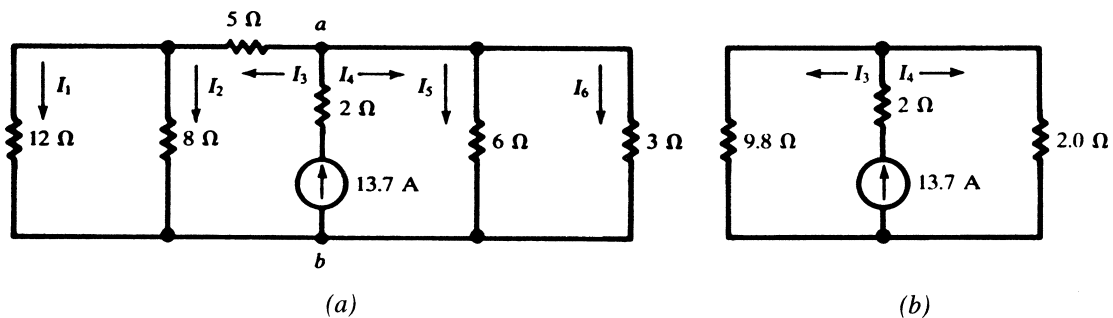 5 Ω
a
I₁
I₂
I₃
I₄
I₅
I₆
2 Ω
12 Ω
8 Ω
6 Ω
3 Ω
13.7 A
b
(a)
I₃
I₄
2 Ω
9.8 Ω
2.0 Ω
13.7 A
(b)